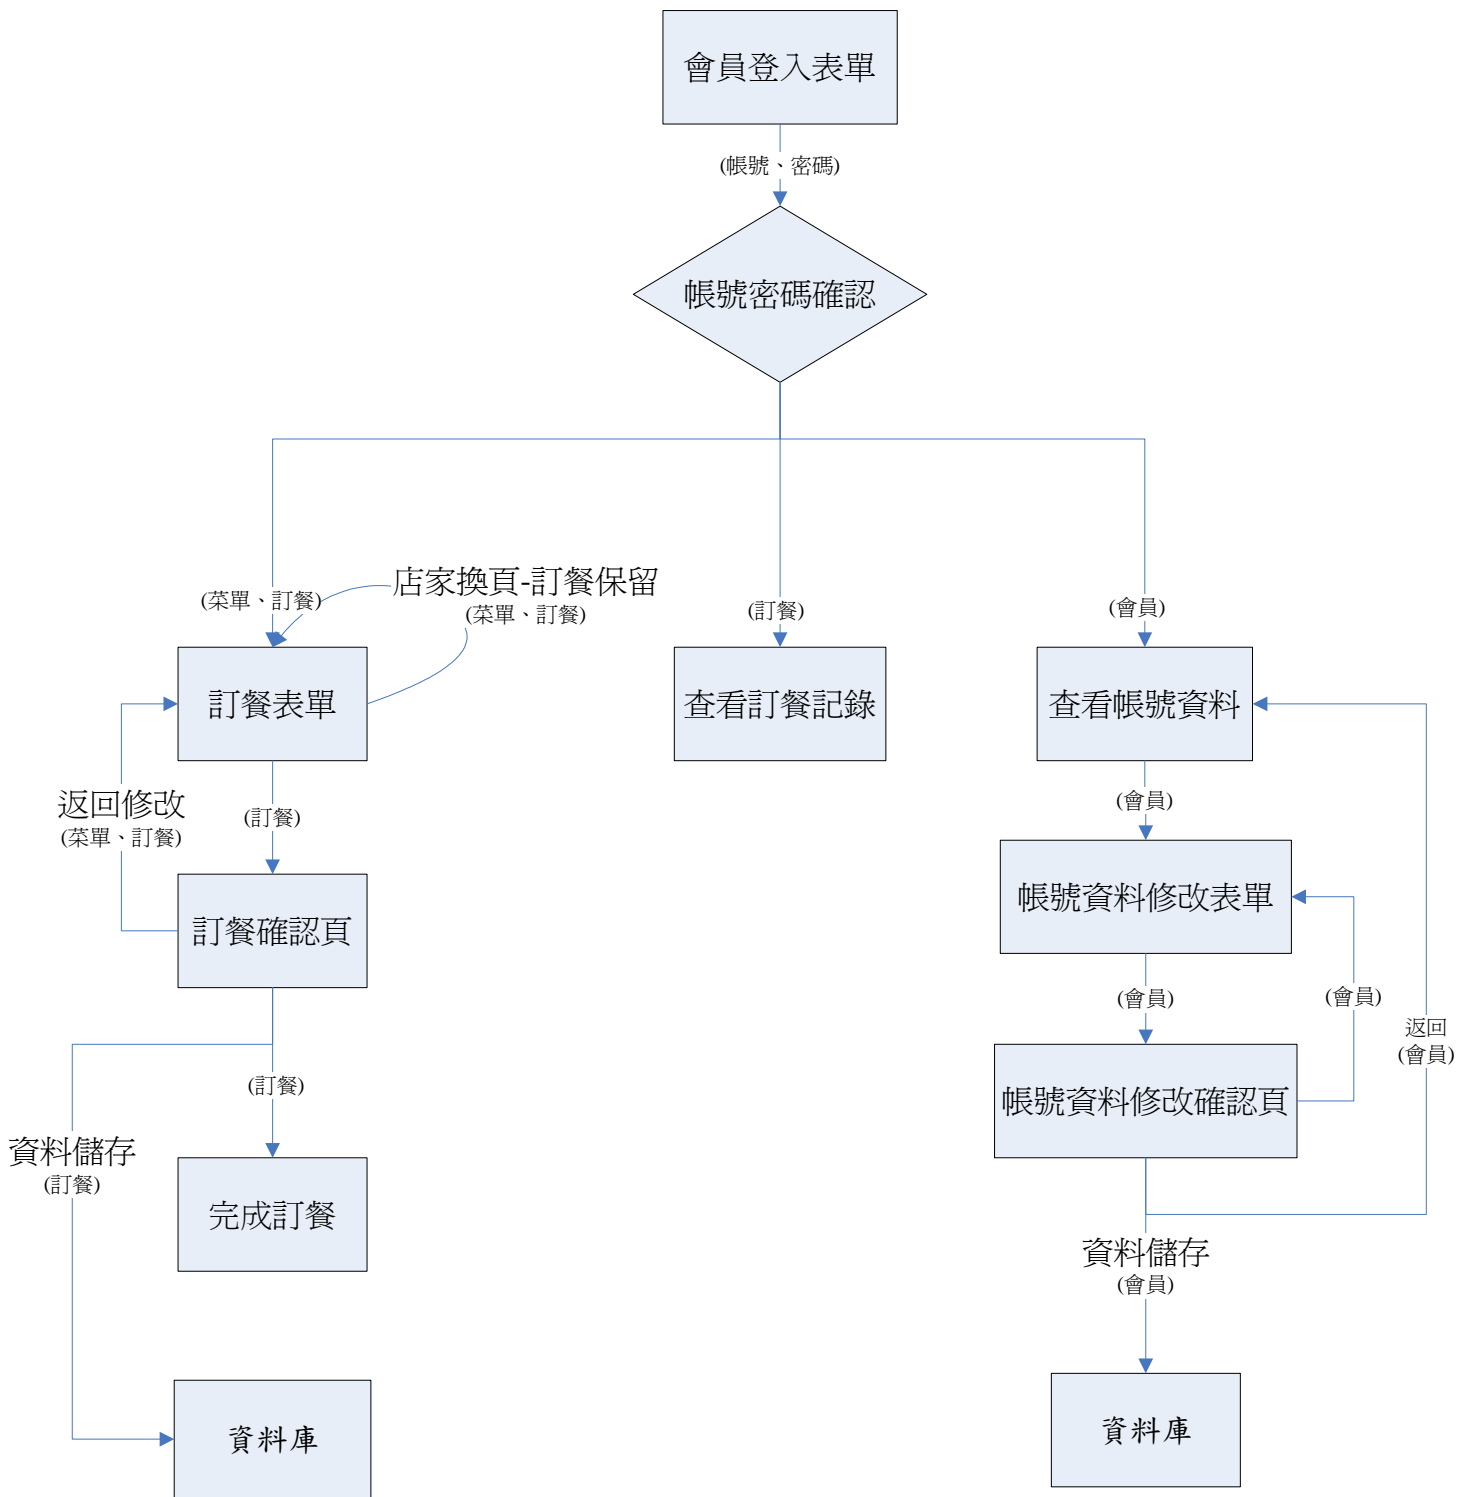 會員登入表單
(帳號、密碼)
帳號密碼確認
店家換頁-訂餐保留
(菜單、訂餐)
(菜單、訂餐)
(訂餐)
(會員)
訂餐表單
查看訂餐記錄
查看帳號資料
返回修改
(菜單、訂餐)
(訂餐)
(會員)
訂餐確認頁
帳號資料修改表單
(會員)
(會員)
返回
(會員)
(訂餐)
帳號資料修改確認頁
資料儲存
(訂餐)
完成訂餐
資料儲存
(會員)
資料庫
資料庫